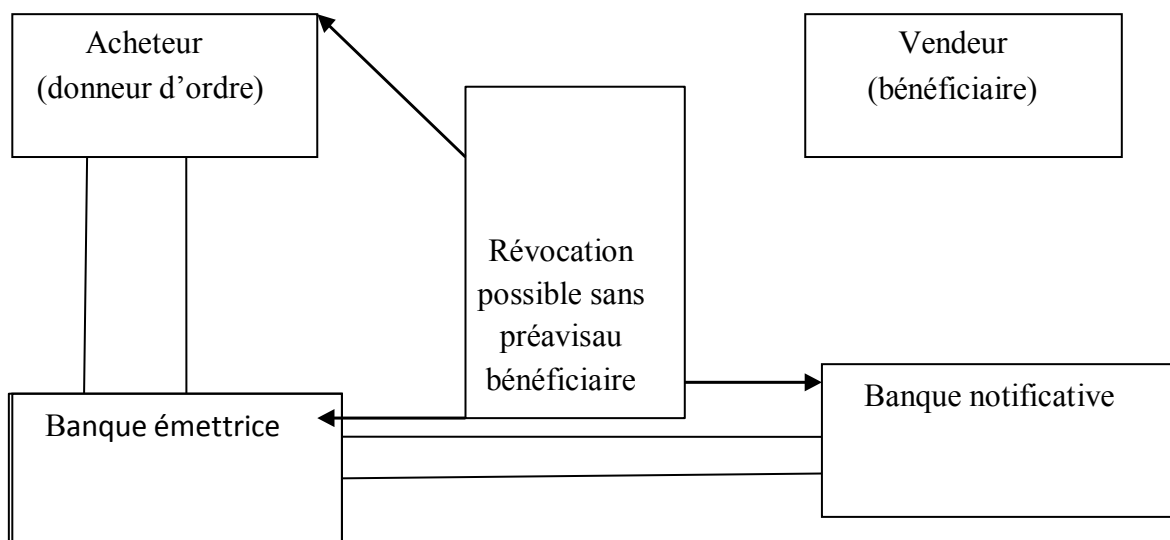 Acheteur
(donneur d’ordre)
Vendeur
(bénéficiaire)
Révocation
possible sans
préavisau
bénéficiaire
Banque émettrice
Banque notificative